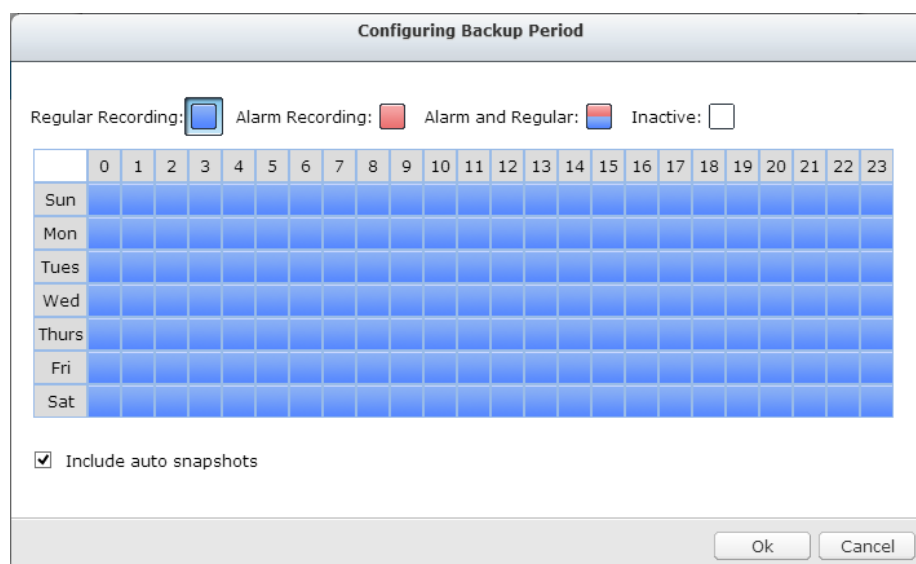 Configuring Backup Period
Regular Recording: Alarm Recording: Alarm and Regular: Inactive:
0 1 2 3 4 5 6 7 8 9 10 11 12 13 14 15 16 17 18 19 20 21 22 23
Sun
Mon
Tues
Wed
Thurs
Fri
Sat
Include auto snapshots
Ok Cancel